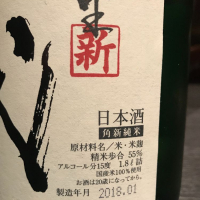 生
新
日本酒
角新純米
原材料名／米・米麹
精米歩合 55%
アルコール分15度 1.8ℓ詰
国産米100%使用
お酒は20歳になってから。
製造年月 2018.01